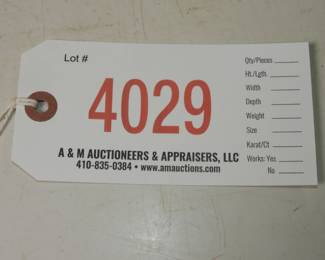 Lot #
4029
A & M AUCTIONEERS & APPRAISERS, LLC
410-835-0384 • www.amauctions.com
Qty/Pieces
Ht./Lgth.
Width
Depth
Weight
Size
Karat/Ct
Works: Yes
No